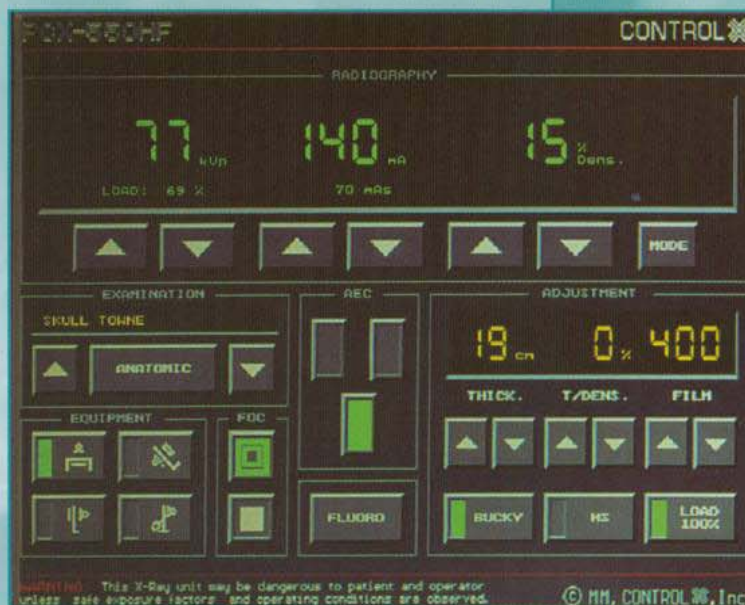 FOX-550HF CONTROL⌘
RADIOGRAPHY
77 kVp 140 mA 15 % Dens.
LOAD: 69 % 70 mAs
MODE
EXAMINATION
SKULL TOWNE
ANATOMIC
EQUIPMENT
FOC
AEC
FLUORO
ADJUSTMENT
19 cm 0 % 400
THICK. T/DENS. FILM
BUCKY
LOAD
100%
WARNING This X-Ray unit may be dangerous to patient and operator
unless safe exposure factors and operating conditions are observed.
© MM, CONTROL⌘, Inc